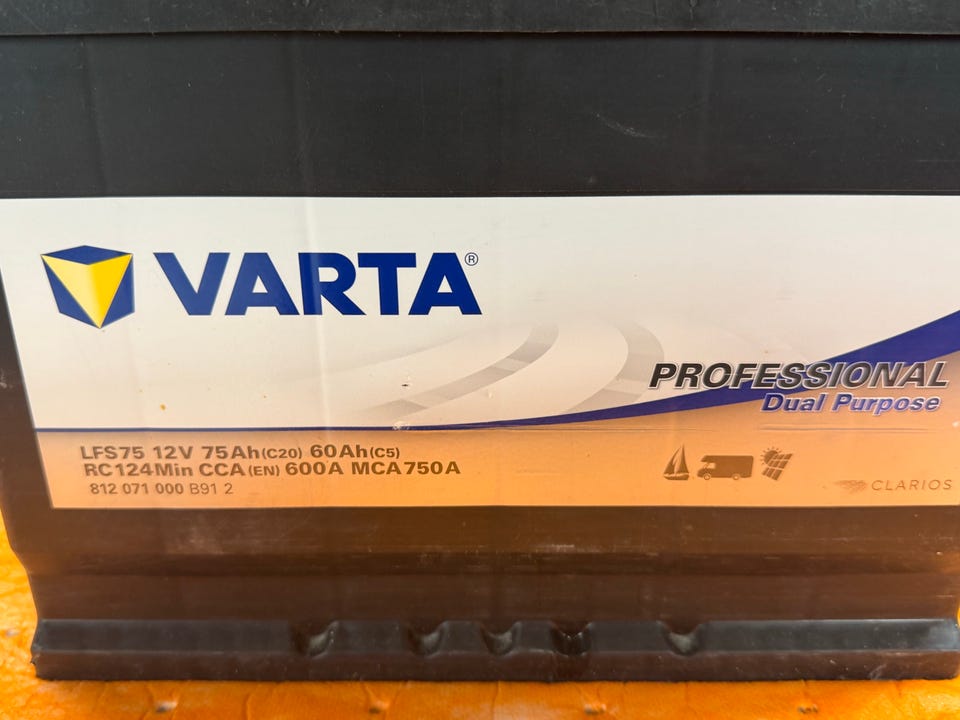 VARTA®
PROFESSIONAL
Dual Purpose
LFS75 12V 75Ah(C20) 60Ah(C5)
RC124Min CCA(EN) 600A MCA750A
812 071 000 B91 2
CLARIOS